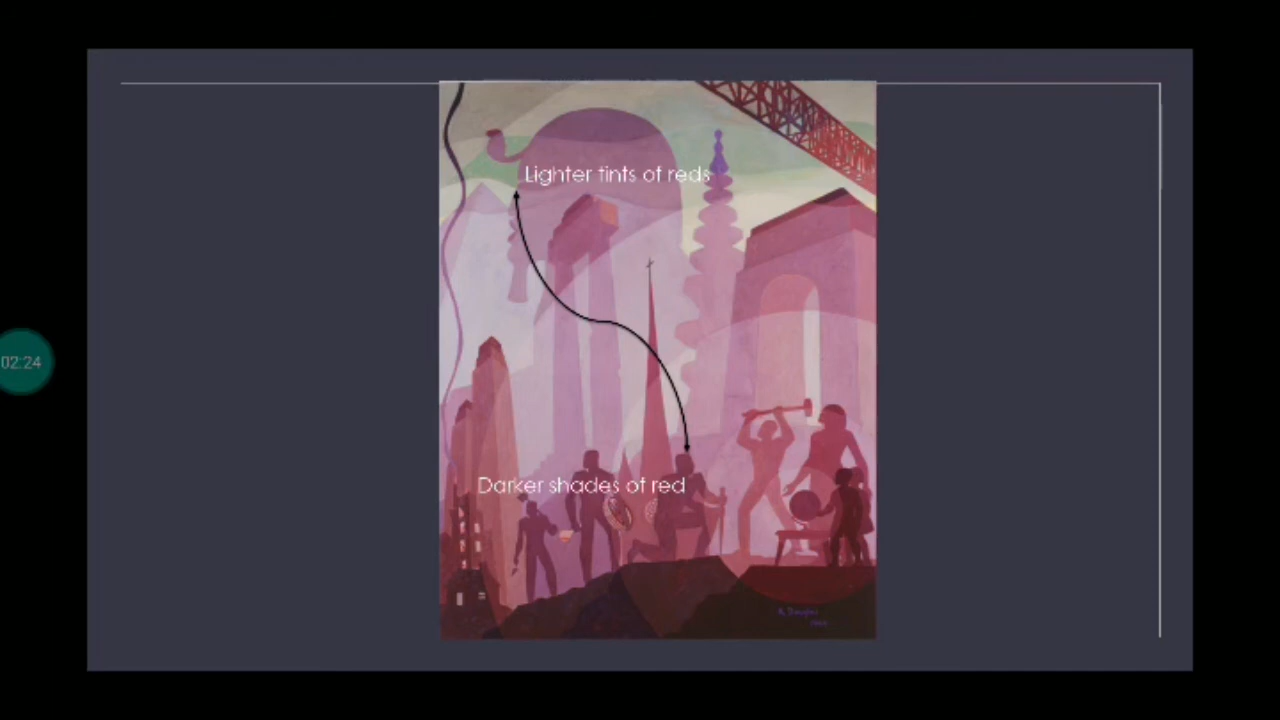 Lighter tints of reds
02:24
Darker shades of red